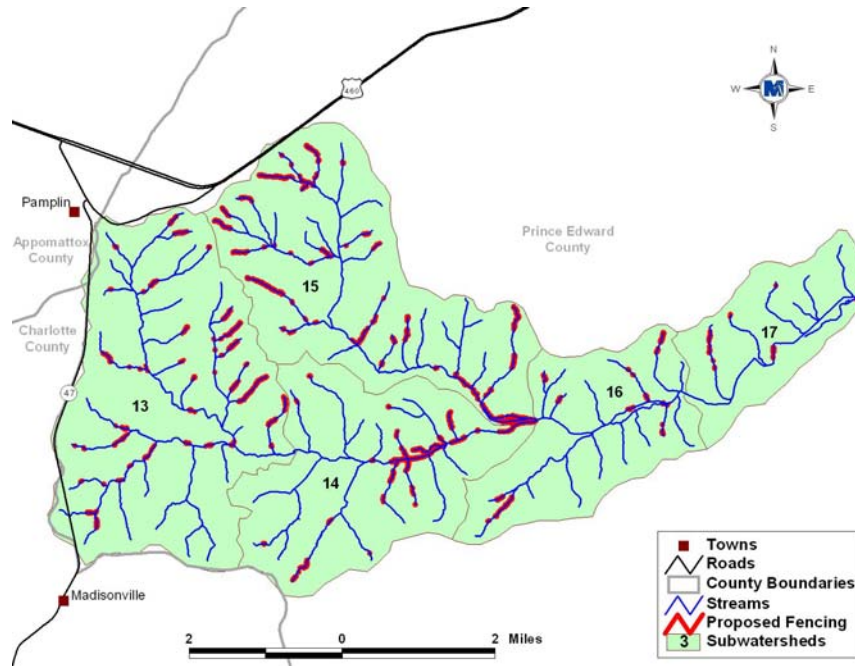 N
W
M
E
S
460
Pamplin
Appomattox
County
Prince Edward
County
Charlotte
County
15
17
16
47
13
14
Madisonville
2
0
2
Miles
Towns
Roads
County Boundaries
Streams
Proposed Fencing
3 Subwatersheds